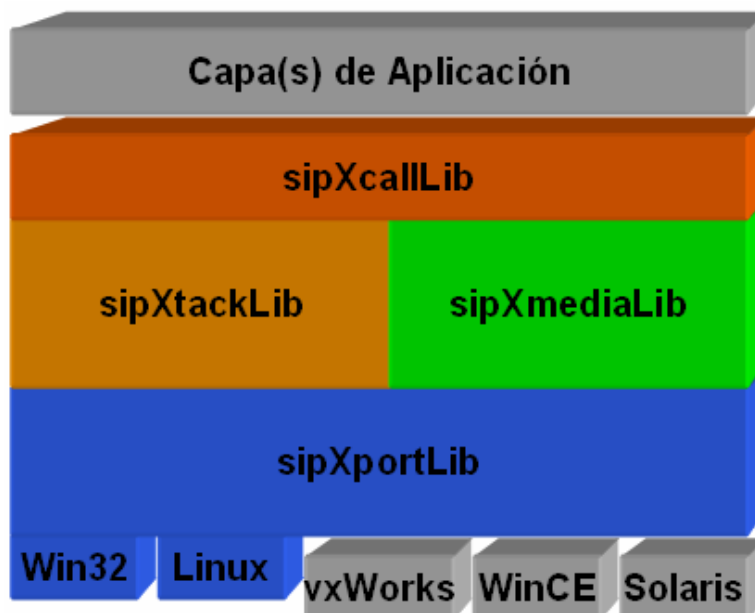 Capa(s) de Aplicación
sipXcallLib
sipXtackLib sipXmediaLib
sipXportLib
Win32 Linux vxWorks WinCE Solaris